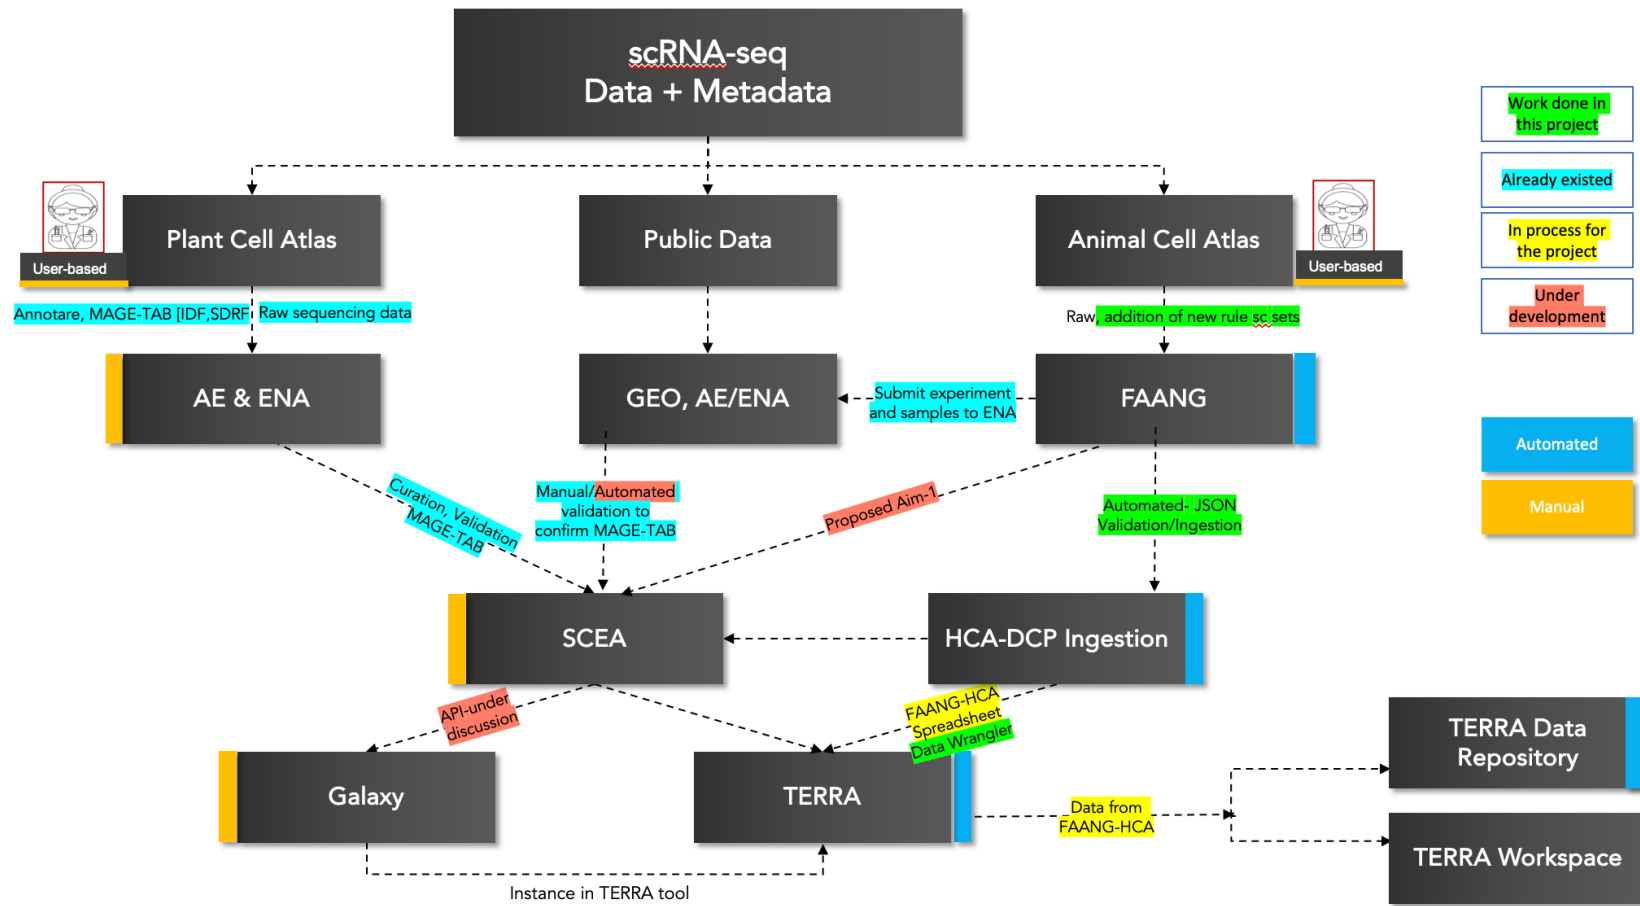 scRNA-seq
Data + Metadata
Work done in
this project
Already existed
In process for
the project
Under
development
User-based
Plant Cell Atlas
Public Data
Animal Cell Atlas
User-based
Annotare, MAGE-TAB [IDF,SDRF
Raw sequencing data
Raw, addition of new rule sc sets
AE & ENA
GEO, AE/ENA
Submit experiment
and samples to ENA
FAANG
Automated
Manual
Curation, Validation
MAGE-TAB
Manual/Automated
validation to
confirm MAGE-TAB
Proposed Aim-1
Automated- JSON
Validation/Ingestion
SCEA
HCA-DCP Ingestion
API-under
discussion
FAANG-HCA
Spreadsheet
Data Wrangler
Galaxy
TERRA
Data from
FAANG-HCA
TERRA Data
Repository
TERRA Workspace
Instance in TERRA tool